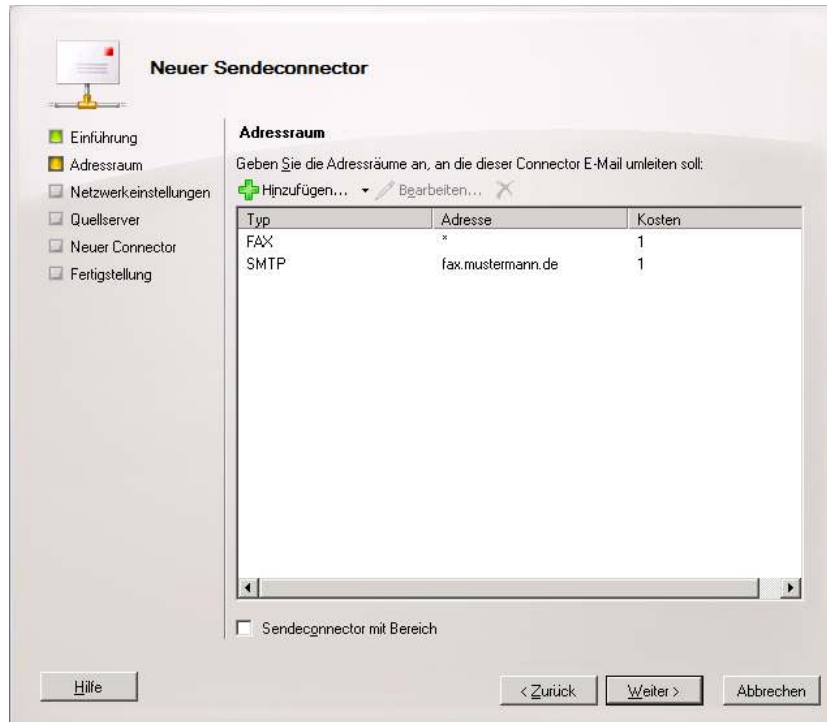 Neuer Sendeconnector
Einführung
Adressraum
Netzwerkeinstellungen
Quellserver
Neuer Connector
Fertigstellung
Adressraum
Geben Sie die Adressräume an, an die dieser Connector E-Mail umleiten soll:
Hinzufügen... Bearbeiten...
Typ Adresse Kosten
FAX * 1
SMTP fax.mustermann.de 1
Sendeconnector mit Bereich
Hilfe < Zurück Weiter > Abbrechen